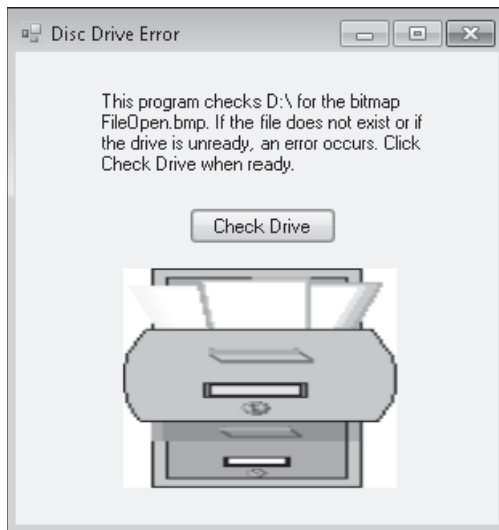 Disc Drive Error
This program checks D:\ for the bitmap
FileOpen.bmp. If the file does not exist or if
the drive is unready, an error occurs. Click
Check Drive when ready.
Check Drive